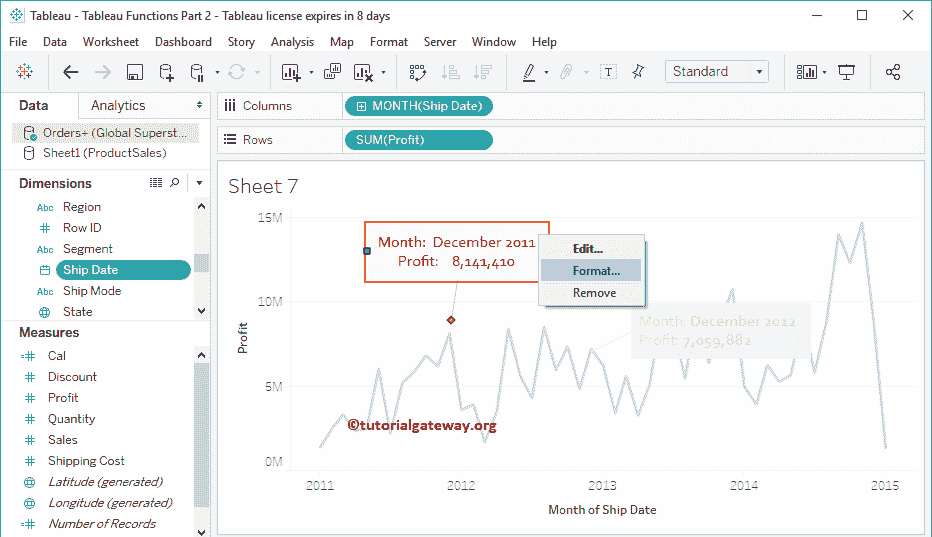 Tableau - Tableau Functions Part 2 - Tableau license expires in 8 days
File Data Worksheet Dashboard Story Analysis Map Format Server Window Help
Standard
Data Analytics
Columns MONTH(Ship Date)
Orders+ (Global Superst...
Rows SUM(Profit)
Sheet1 (ProductSales)
Dimensions
Abc Region
Row ID
Abc Segment
Ship Date
Abc Ship Mode
State
Measures
Cal
Discount
Profit
Quantity
Sales
Shipping Cost
Latitude (generated)
Longitude (generated)
Number of Records
Sheet 7
15M
10M
5M
0M
Profit
Month: December 2011
Profit: 8,141,410
Edit...
Format...
Remove
Month: December 2012
Profit: 7,059,882
©tutorialgateway.org
2011 2012 2013 2014 2015
Month of Ship Date